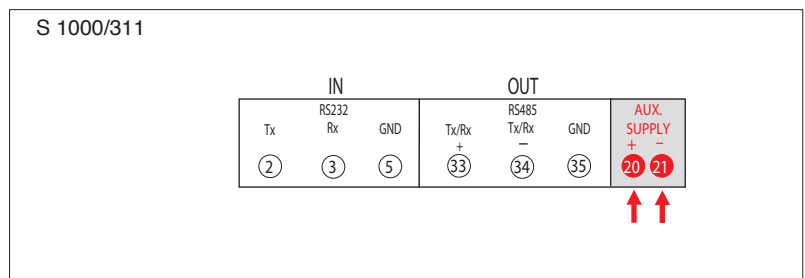 S 1000/311
IN OUT
RS232 RS485 AUX.
Tx Rx GND Tx/Rx Tx/Rx GND SUPPLY
+ − + −
2 3 5 33 34 35 20 21